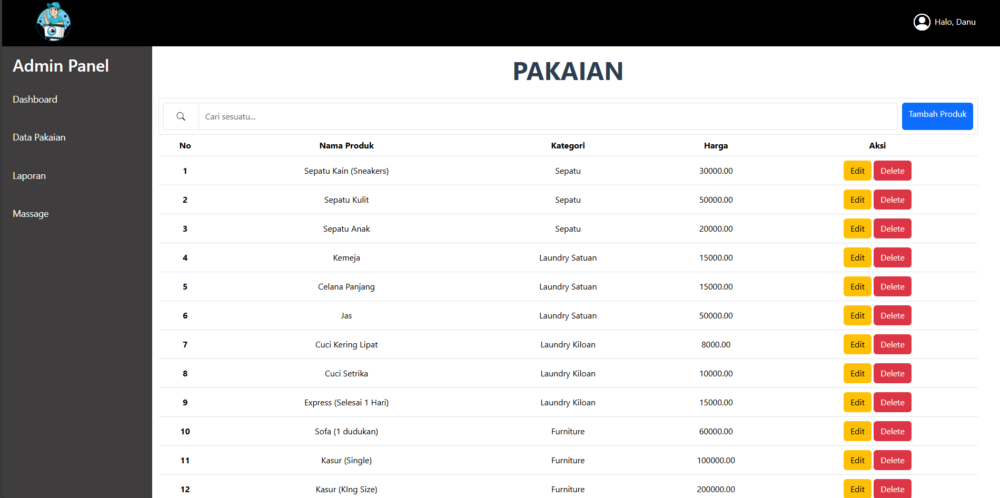 Halo, Danu
Admin Panel
Dashboard
Data Pakaian
Laporan
Massage
PAKAIAN
Cari sesuatu...
Tambah Produk
No Nama Produk Kategori Harga Aksi
1 Sepatu Kain (Sneakers) Sepatu 30000.00 Edit Delete
2 Sepatu Kulit Sepatu 50000.00 Edit Delete
3 Sepatu Anak Sepatu 20000.00 Edit Delete
4 Kemeja Laundry Satuan 15000.00 Edit Delete
5 Celana Panjang Laundry Satuan 15000.00 Edit Delete
6 Jas Laundry Satuan 50000.00 Edit Delete
7 Cuci Kering Lipat Laundry Kiloan 8000.00 Edit Delete
8 Cuci Setrika Laundry Kiloan 10000.00 Edit Delete
9 Express (Selesai 1 Hari) Laundry Kiloan 15000.00 Edit Delete
10 Sofa (1 dudukan) Furniture 60000.00 Edit Delete
11 Kasur (Single) Furniture 100000.00 Edit Delete
12 Kasur (KIng Size) Furniture 200000.00 Edit Delete